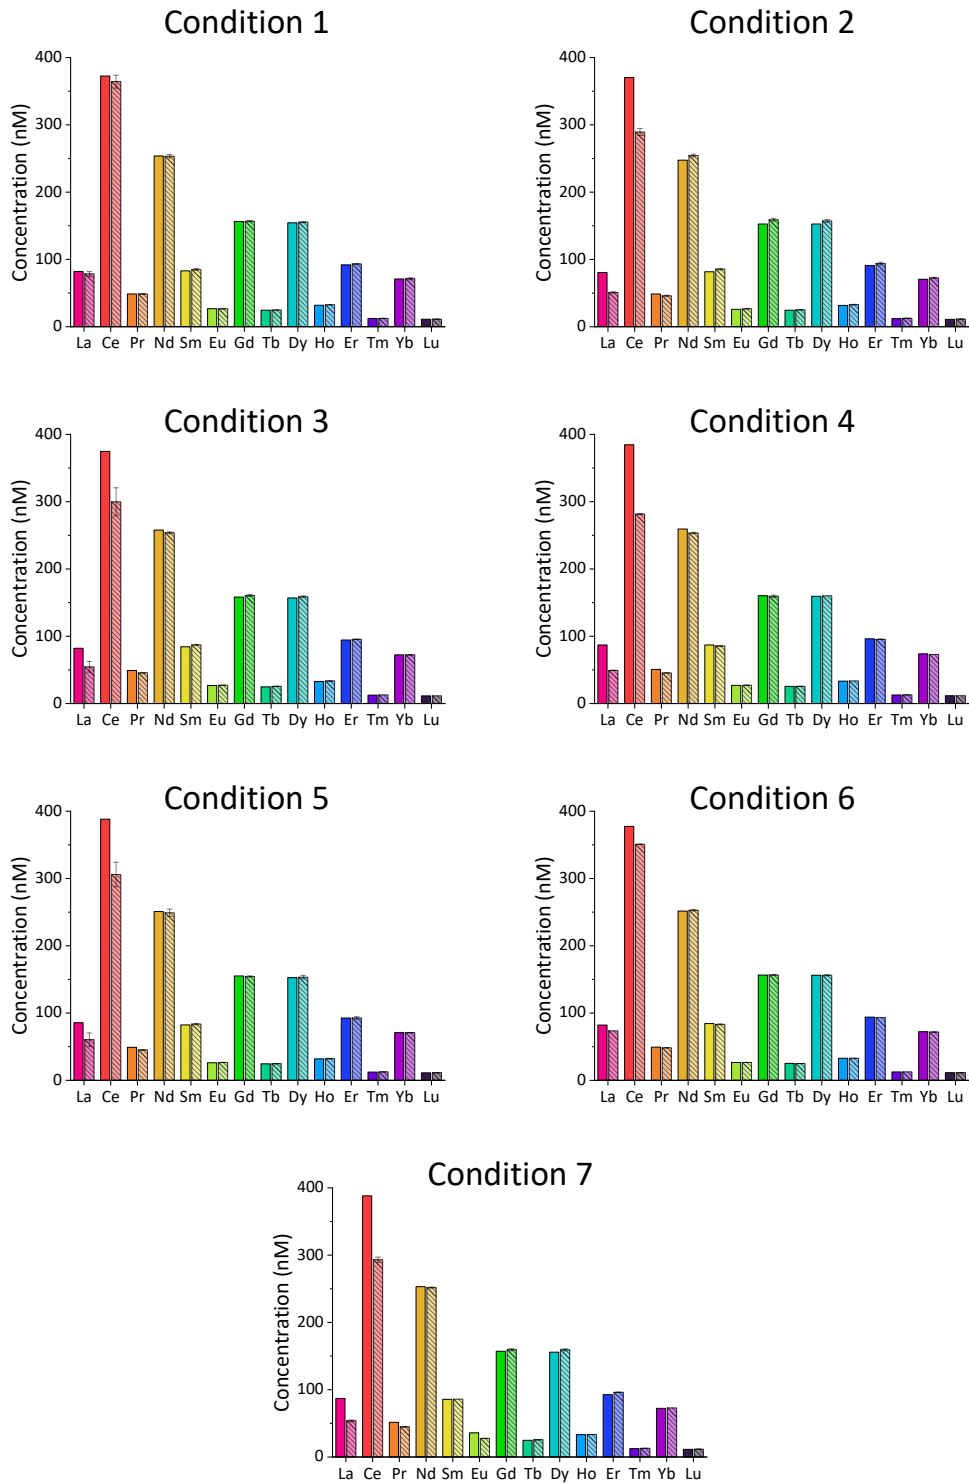 Condition 1
Concentration (nM)
400
300
200
100
0
La Ce Pr Nd Sm Eu Gd Tb Dy Ho Er Tm Yb Lu
Condition 2
Concentration (nM)
400
300
200
100
0
La Ce Pr Nd Sm Eu Gd Tb Dy Ho Er Tm Yb Lu
Condition 3
Concentration (nM)
400
300
200
100
0
La Ce Pr Nd Sm Eu Gd Tb Dy Ho Er Tm Yb Lu
Condition 4
Concentration (nM)
400
300
200
100
0
La Ce Pr Nd Sm Eu Gd Tb Dy Ho Er Tm Yb Lu
Condition 5
Concentration (nM)
400
300
200
100
0
La Ce Pr Nd Sm Eu Gd Tb Dy Ho Er Tm Yb Lu
Condition 6
Concentration (nM)
400
300
200
100
0
La Ce Pr Nd Sm Eu Gd Tb Dy Ho Er Tm Yb Lu
Condition 7
Concentration (nM)
400
300
200
100
0
La Ce Pr Nd Sm Eu Gd Tb Dy Ho Er Tm Yb Lu